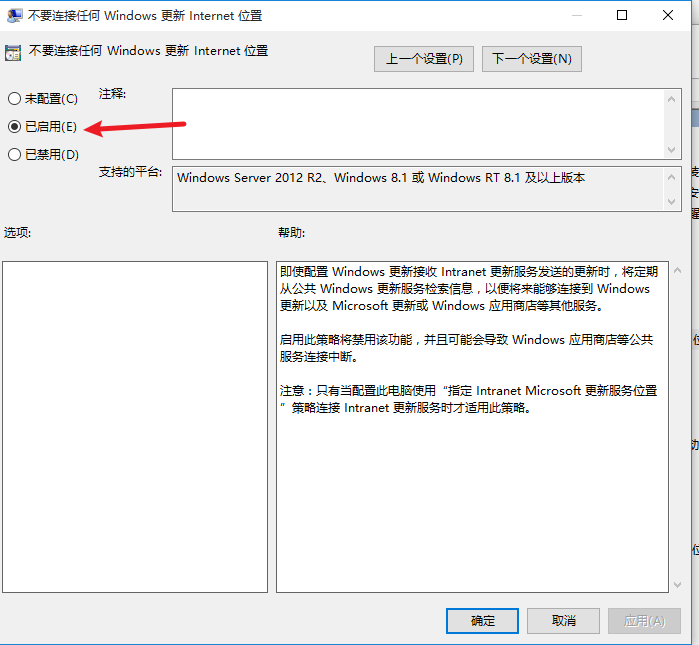 不要连接任何 Windows 更新 Internet 位置
不要连接任何 Windows 更新 Internet 位置
上一个设置(P)
下一个设置(N)
未配置(C)
注释:
已启用(E)
已禁用(D)
支持的平台:
Windows Server 2012 R2、Windows 8.1 或 Windows RT 8.1 及以上版本
选项:
帮助:
即使配置 Windows 更新接收 Intranet 更新服务发送的更新时，将定期
从公共 Windows 更新服务检索信息，以便将来能够连接到 Windows
更新以及 Microsoft 更新或 Windows 应用商店等其他服务。
启用此策略将禁用该功能，并且可能会导致 Windows 应用商店等公共
服务连接中断。
注意：只有当配置此电脑使用“指定 Intranet Microsoft 更新服务位置
”策略连接 Intranet 更新服务时才适用此策略。
确定
取消
应用(A)